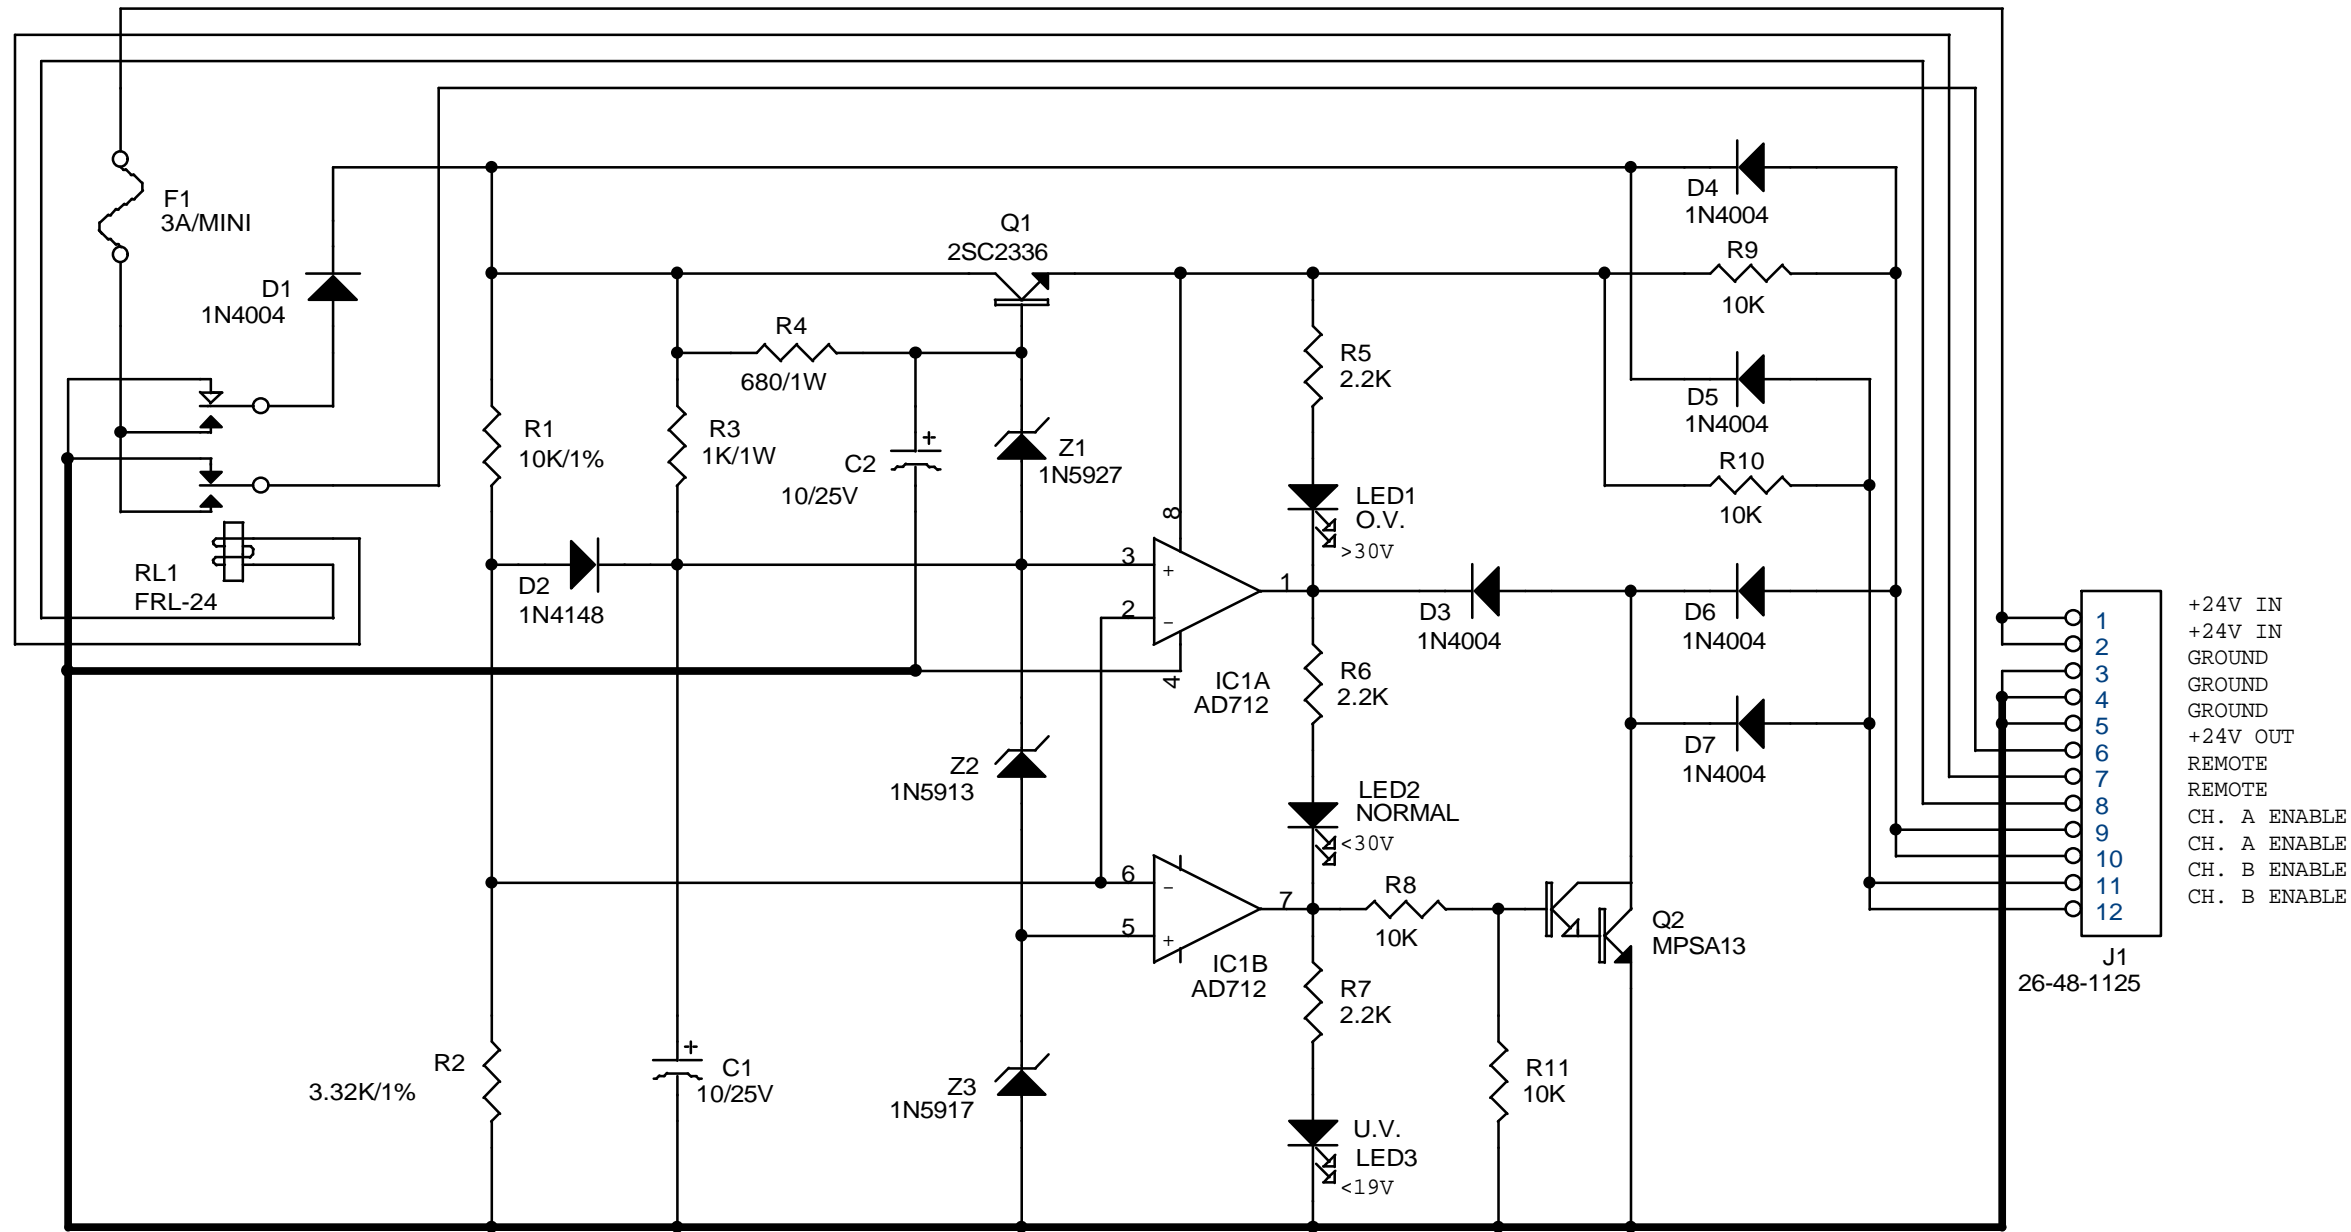 F1
3A/MINI
D1
1N4004
Q1
2SC2336
D4
1N4004
R9
10K
R4
680/1W
R5
2.2K
D5
1N4004
R1
10K/1%
R3
1K/1W
C2
+
10/25V
Z1
1N5927
R10
10K
LED1
O.V.
>30V
8
RL1
FRL-24
D2
1N4148
3
+
2
−
1
4
IC1A
AD712
D3
1N4004
D6
1N4004
R6
2.2K
D7
1N4004
Z2
1N5913
LED2
NORMAL
<30V
6
−
5
+
7
IC1B
AD712
R8
10K
Q2
MPSA13
R7
2.2K
R2
3.32K/1%
+
C1
10/25V
Z3
1N5917
R11
10K
U.V.
LED3
<19V
1 +24V IN
2 +24V IN
3 GROUND
4 GROUND
5 GROUND
6 +24V OUT
7 REMOTE
8 REMOTE
9 CH. A ENABLE
10 CH. A ENABLE
11 CH. B ENABLE
12 CH. B ENABLE
J1
26-48-1125